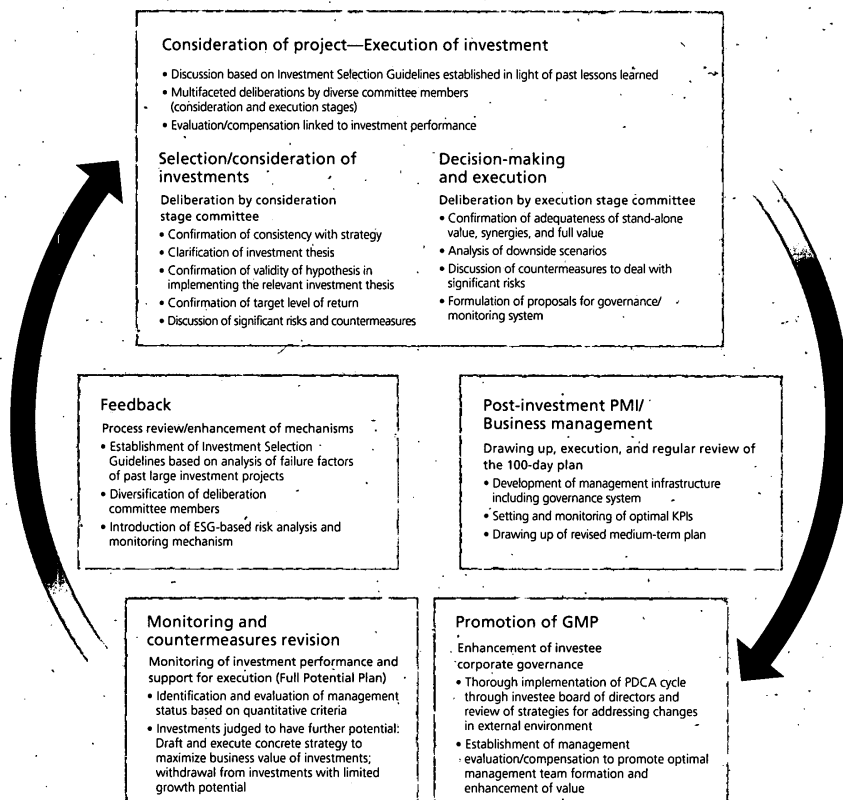 Consideration of project—Execution of investment
• Discussion based on Investment Selection Guidelines established in light of past lessons learned
• Multifaceted deliberations by diverse committee members
(consideration and execution stages)
• Evaluation/compensation linked to investment performance
Selection/consideration of
investments
Deliberation by consideration
stage committee
• Confirmation of consistency with strategy
• Clarification of investment thesis
• Confirmation of validity of hypothesis in
implementing the relevant investment thesis
• Confirmation of target level of return
• Discussion of significant risks and countermeasures
Decision-making
and execution
Deliberation by execution stage committee
• Confirmation of adequateness of stand-alone
value, synergies, and full value
• Analysis of downside scenarios
• Discussion of countermeasures to deal with
significant risks
• Formulation of proposals for governance/
monitoring system
Feedback
Process review/enhancement of mechanisms
• Establishment of Investment Selection
Guidelines based on analysis of failure factors
of past large investment projects
• Diversification of deliberation
committee members
• Introduction of ESG-based risk analysis and
monitoring mechanism
Post-investment PMI/
Business management
Drawing up, execution, and regular review of
the 100-day plan
• Development of management infrastructure
including governance system
• Setting and monitoring of optimal KPIs
• Drawing up of revised medium-term plan
Monitoring and
countermeasures revision
Monitoring of investment performance and
support for execution (Full Potential Plan)
• Identification and evaluation of management
status based on quantitative criteria
• Investments judged to have further potential:
Draft and execute concrete strategy to
maximize business value of investments;
withdrawal from investments with limited
growth potential
Promotion of GMP
Enhancement of investee
corporate governance
• Thorough implementation of PDCA cycle
through investee board of directors and
review of strategies for addressing changes
in external environment
• Establishment of management
evaluation/compensation to promote optimal
management team formation and
enhancement of value